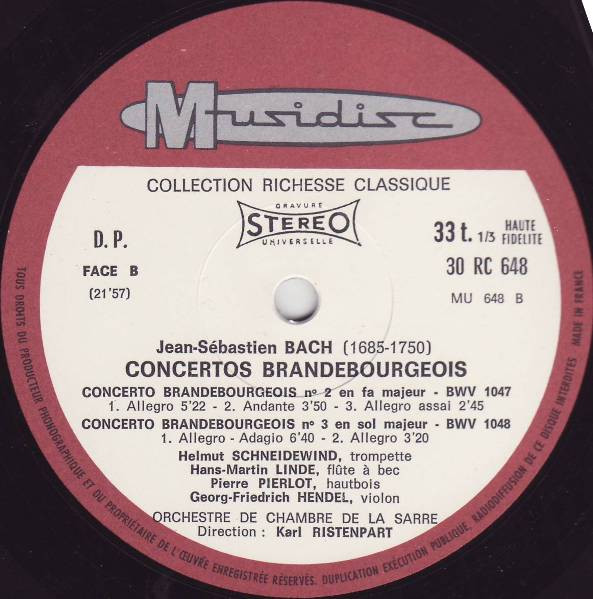 Musidisc
COLLECTION RICHESSE CLASSIQUE
GRAVURE
STEREO
UNIVERSELLE
D.P.
FACE B
(21'57)
33 t. 1/3 HAUTE FIDELITE
30 RC 648
MU 648 B
Jean-Sébastien BACH (1685-1750)
CONCERTOS BRANDEBOURGEOIS
CONCERTO BRANDEBOURGEOIS nº 2 en fa majeur - BWV 1047
1. Allegro 5'22 - 2. Andante 3'50 - 3. Allegro assai 2'45
CONCERTO BRANDEBOURGEOIS nº 3 en sol majeur - BWV 1048
1. Allegro - Adagio 6'40 - 2. Allegro 3'20
Helmut SCHNEIDEWIND, trompette
Hans-Martin LINDE, flûte à bec
Pierre PIERLOT, hautbois
Georg-Friedrich HENDEL, violon
ORCHESTRE DE CHAMBRE DE LA SARRE
Direction : Karl RISTENPART
TOUS DROITS DU PRODUCTEUR PHONOGRAPHIQUE ET DU PROPRIÉTAIRE DE L'ŒUVRE ENREGISTRÉE RÉSERVÉS. DUPLICATION EXÉCUTION PUBLIQUE, RADIODIFFUSION DE CE DISQUE INTERDITES MADE IN FRANCE